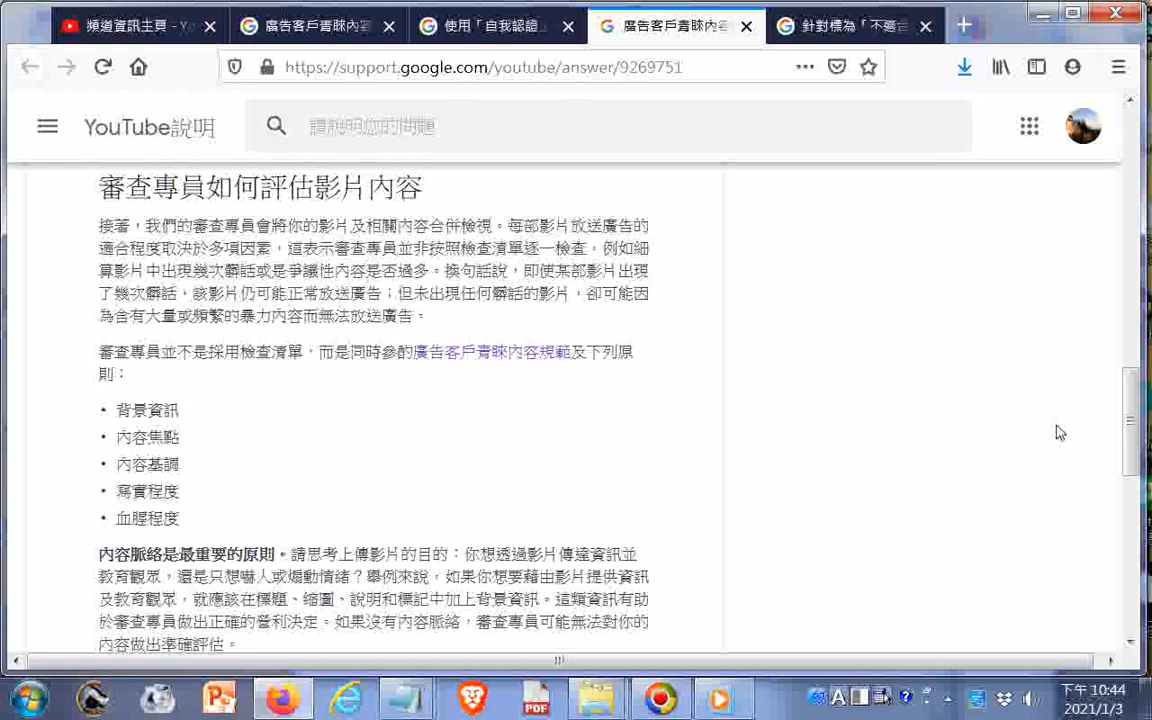 頻道資訊主頁 - Yo
廣告客戶青睞內容
使用「自我認證」
廣告客戶青睞內容
針對標為「不適合
https://support.google.com/youtube/answer/9269751
YouTube說明
請說明您的問題
審查專員如何評估影片內容
接著，我們的審查專員會將你的影片及相關內容合併檢視。每部影片放送廣告的
適合程度取決於多項因素，這表示審查專員並非按照檢查清單逐一檢查，例如細
算影片中出現幾次髒話或是爭議性內容是否過多。換句話說，即使某部影片出現
了幾次髒話，該影片仍可能正常放送廣告；但未出現任何髒話的影片，卻可能因
為含有大量或頻繁的暴力內容而無法放送廣告。
審查專員並不是採用檢查清單，而是同時參酌廣告客戶青睞內容規範及下列原
則：
• 背景資訊
• 內容焦點
• 內容基調
• 寫實程度
• 血腥程度
內容脈絡是最重要的原則。請思考上傳影片的目的：你想透過影片傳達資訊並
教育觀眾，還是只想嚇人或煽動情緒？舉例來說，如果你想要藉由影片提供資訊
及教育觀眾，就應該在標題、縮圖、說明和標記中加上背景資訊。這類資訊有助
於審查專員做出正確的營利決定。如果沒有內容脈絡，審查專員可能無法對你的
內容做出準確評估。
PDF
A
下午 10:44
2021/1/3